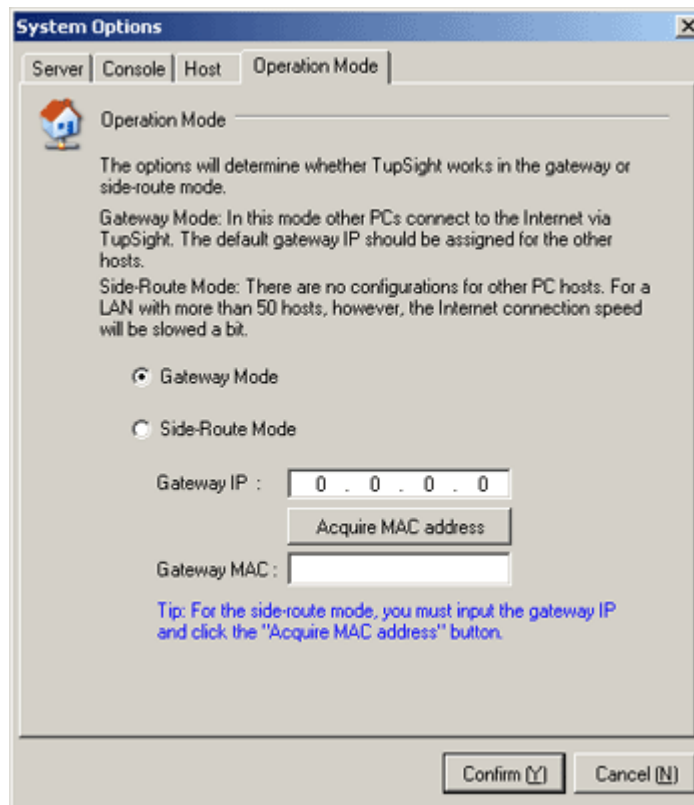 System Options
Server Console Host Operation Mode
Operation Mode
The options will determine whether TupSight works in the gateway or
side-route mode.
Gateway Mode: In this mode other PCs connect to the Internet via
TupSight. The default gateway IP should be assigned for the other
hosts.
Side-Route Mode: There are no configurations for other PC hosts. For a
LAN with more than 50 hosts, however, the Internet connection speed
will be slowed a bit.
Gateway Mode
Side-Route Mode
Gateway IP : 0 . 0 . 0 . 0
Acquire MAC address
Gateway MAC :
Tip: For the side-route mode, you must input the gateway IP
and click the "Acquire MAC address" button.
Confirm (Y) Cancel (N)